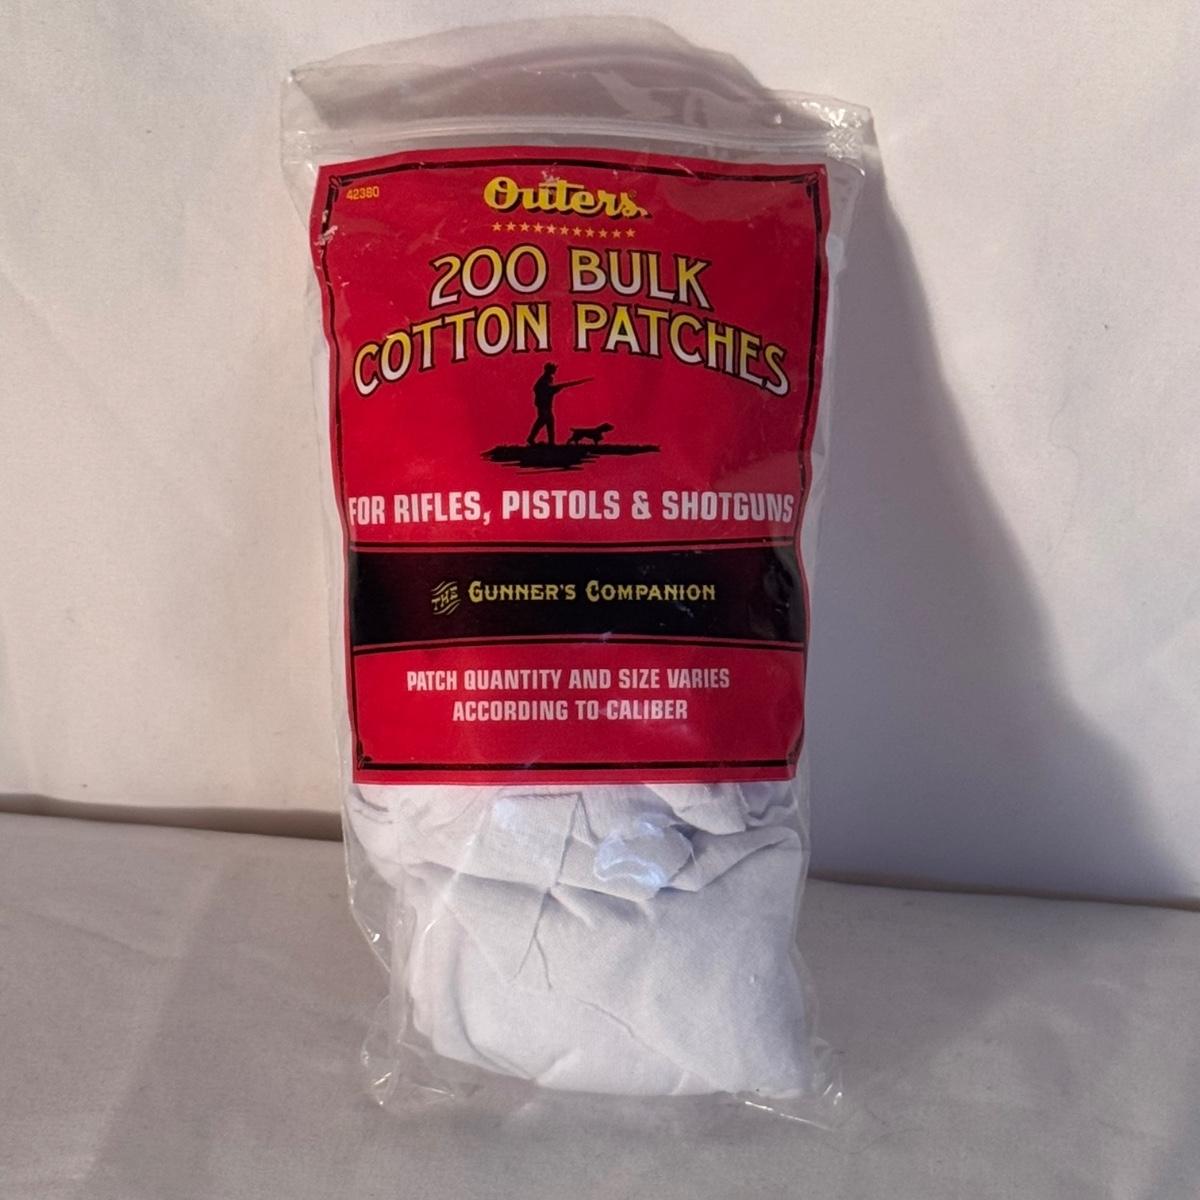 42380
Outers
200 BULK
COTTON PATCHES
FOR RIFLES, PISTOLS & SHOTGUNS
THE GUNNER'S COMPANION
PATCH QUANTITY AND SIZE VARIES
ACCORDING TO CALIBER